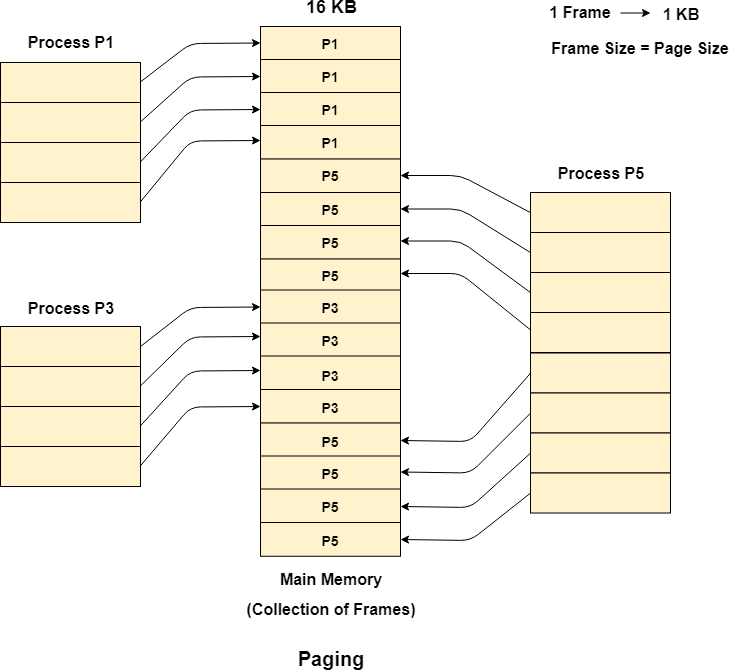 16 KB
1 Frame → 1 KB
Frame Size = Page Size
Process P1
P1
P1
P1
P1
P5
P5
P5
P5
P3
P3
P3
P3
P5
P5
P5
P5
Process P5
Process P3
Main Memory
(Collection of Frames)
Paging